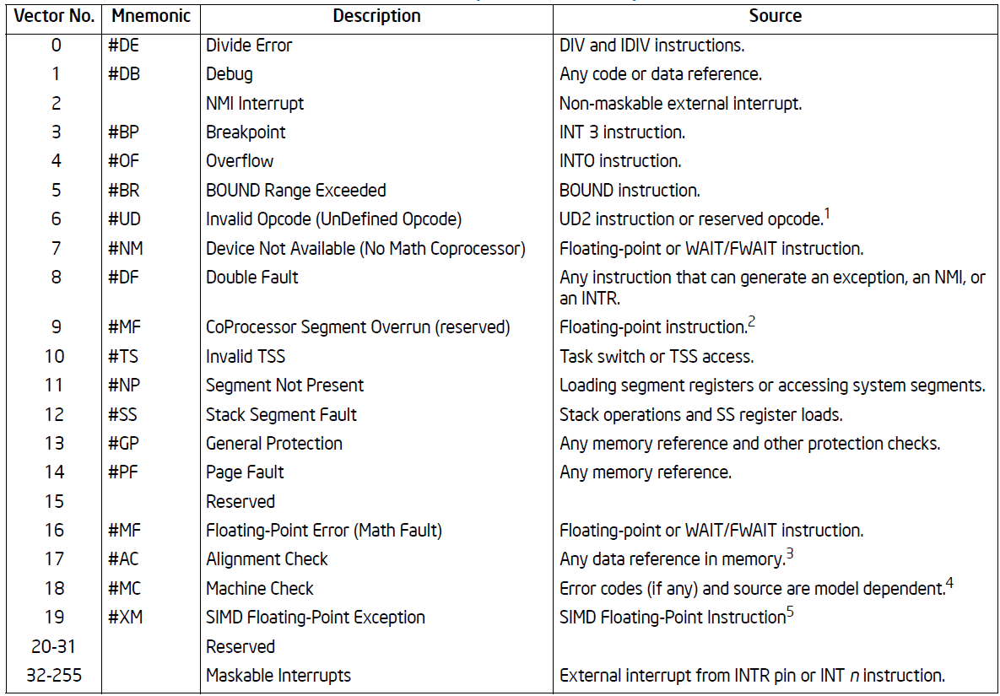 Vector No. Mnemonic Description Source
0 #DE Divide Error DIV and IDIV instructions.
1 #DB Debug Any code or data reference.
2 NMI Interrupt Non-maskable external interrupt.
3 #BP Breakpoint INT 3 instruction.
4 #OF Overflow INTO instruction.
5 #BR BOUND Range Exceeded BOUND instruction.
6 #UD Invalid Opcode (UnDefined Opcode) UD2 instruction or reserved opcode.1
7 #NM Device Not Available (No Math Coprocessor) Floating-point or WAIT/FWAIT instruction.
8 #DF Double Fault Any instruction that can generate an exception, an NMI, or
an INTR.
9 #MF CoProcessor Segment Overrun (reserved) Floating-point instruction.2
10 #TS Invalid TSS Task switch or TSS access.
11 #NP Segment Not Present Loading segment registers or accessing system segments.
12 #SS Stack Segment Fault Stack operations and SS register loads.
13 #GP General Protection Any memory reference and other protection checks.
14 #PF Page Fault Any memory reference.
15 Reserved
16 #MF Floating-Point Error (Math Fault) Floating-point or WAIT/FWAIT instruction.
17 #AC Alignment Check Any data reference in memory.3
18 #MC Machine Check Error codes (if any) and source are model dependent.4
19 #XM SIMD Floating-Point Exception SIMD Floating-Point Instruction5
20-31 Reserved
32-255 Maskable Interrupts External interrupt from INTR pin or INT n instruction.